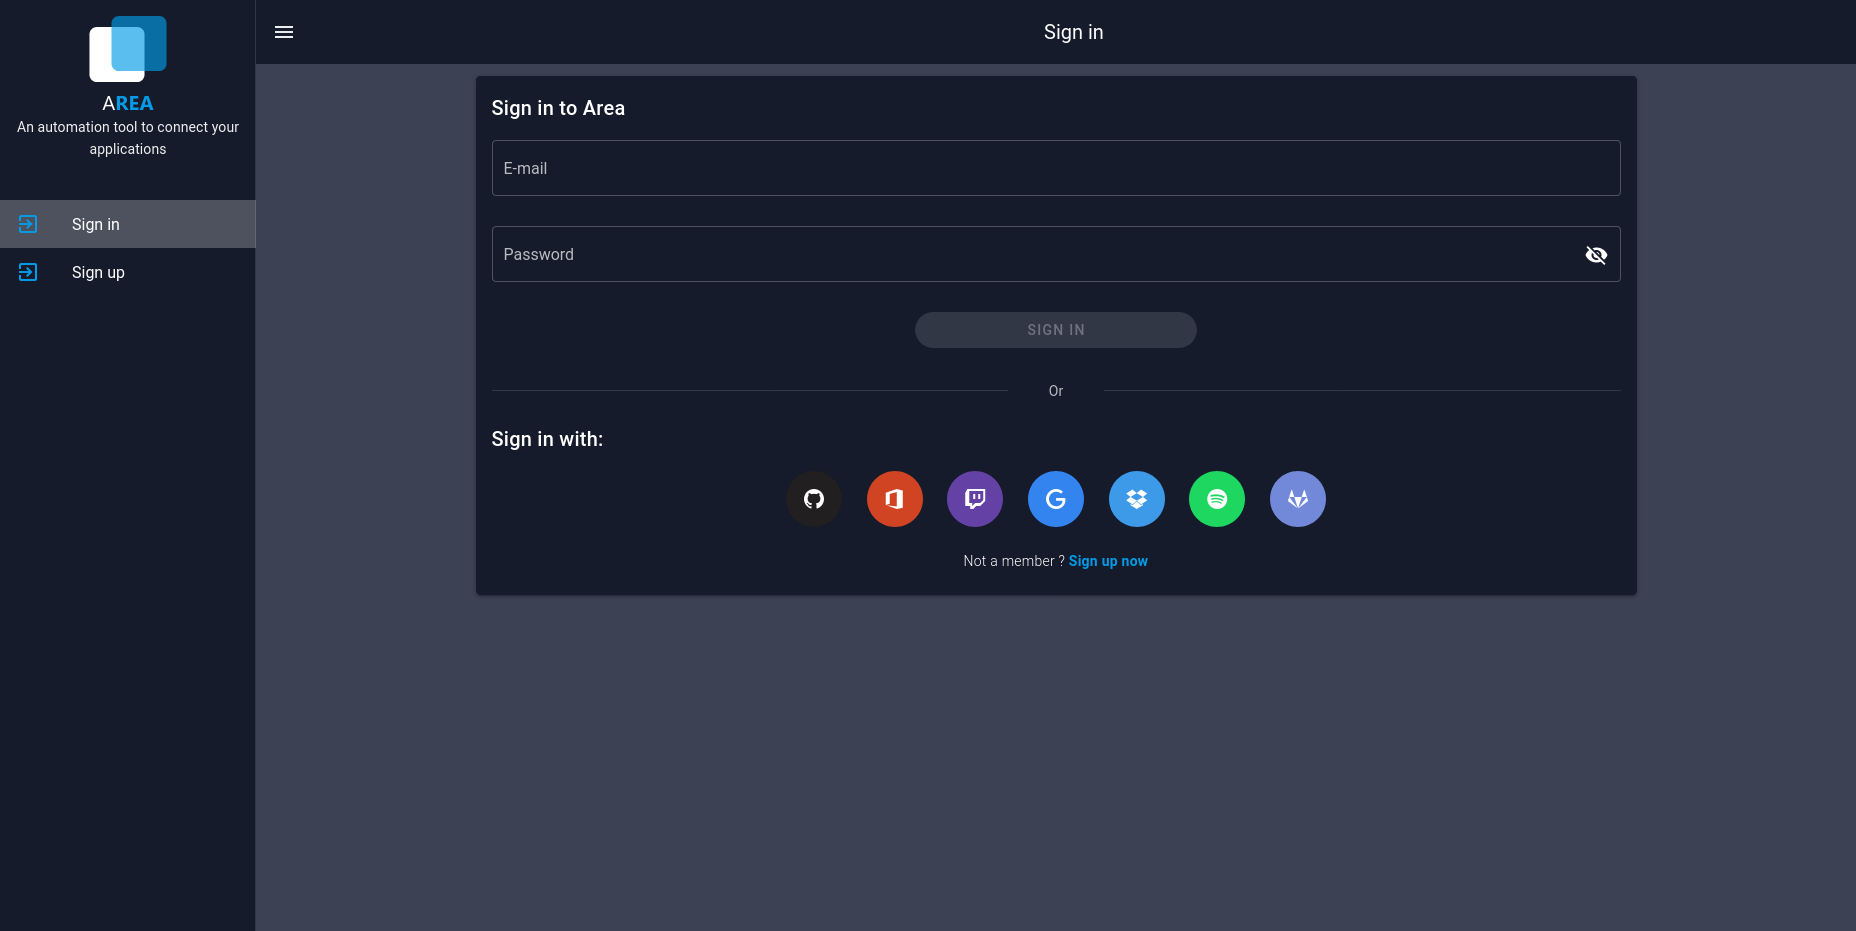 AREA
An automation tool to connect your
applications
Sign in
Sign up
Sign in
Sign in to Area
E-mail
Password
SIGN IN
Or
Sign in with:
Not a member ? Sign up now